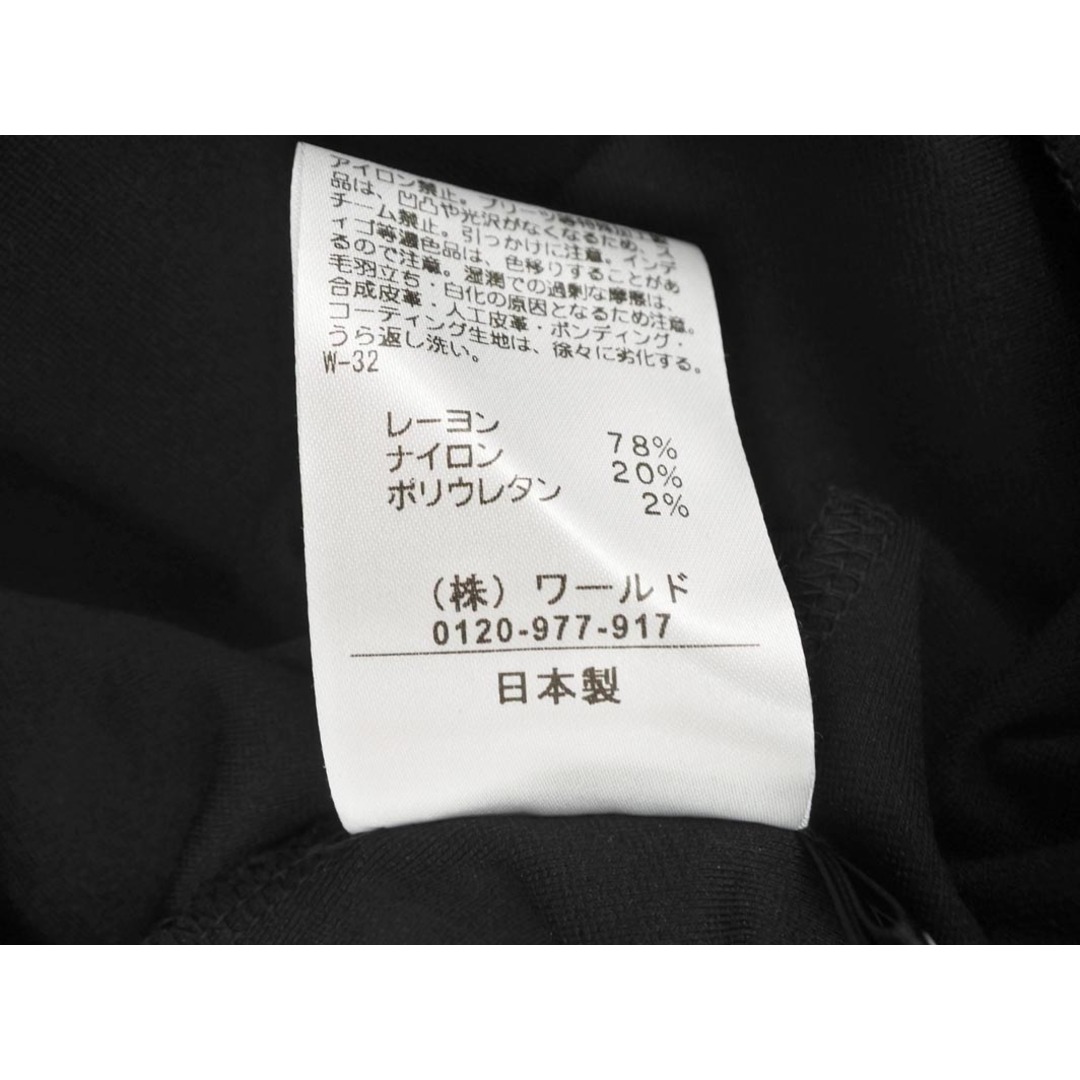 アイロン禁止。プリーツ等特殊加工製
品は、凹凸や光沢がなくなるため、ス
チーム禁止。引っかけに注意。インデ
ィゴ等濃色品は、色移りすることがあ
るので注意。湿潤での過剰な摩擦は、
毛羽立ち・白化の原因となるため注意。
合成皮革・人工皮革・ボンディング・
コーティング生地は、徐々に劣化する。
うら返し洗い。
W-32
レーヨン 78%
ナイロン 20%
ポリウレタン 2%
(株) ワールド
0120-977-917
日本製